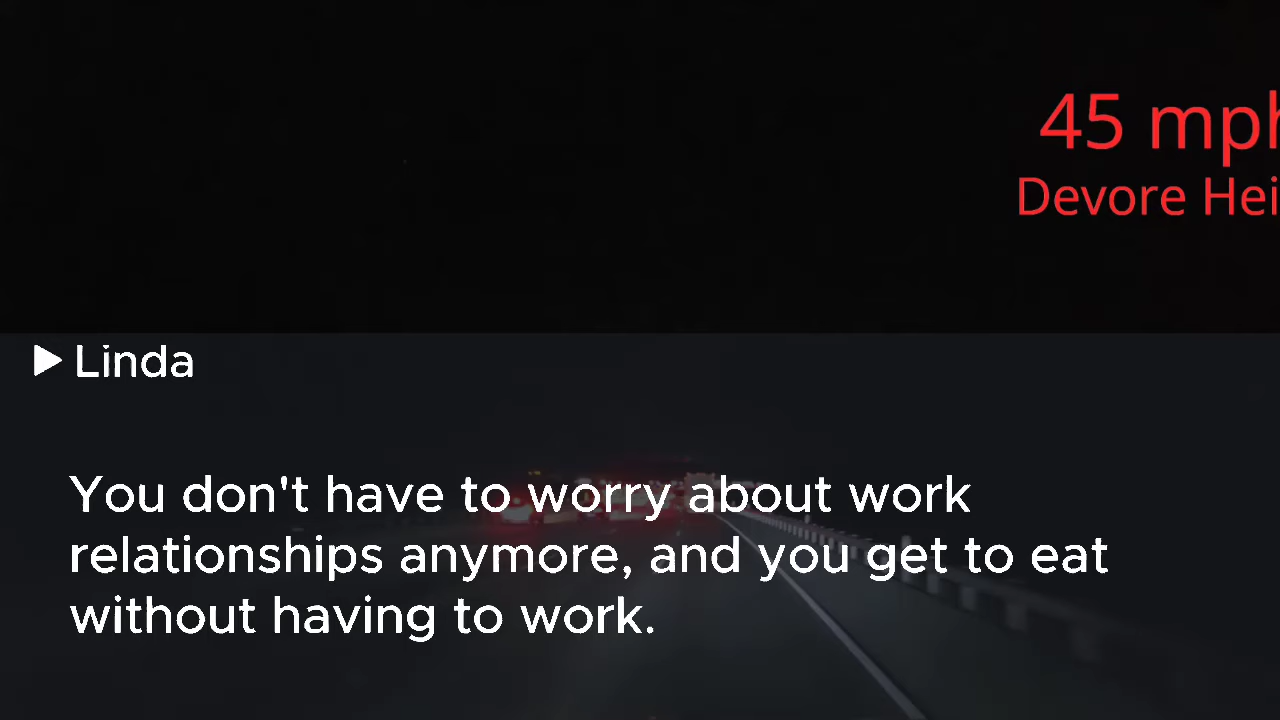 45 mph
Devore Hei
▶ Linda
You don't have to worry about work
relationships anymore, and you get to eat
without having to work.